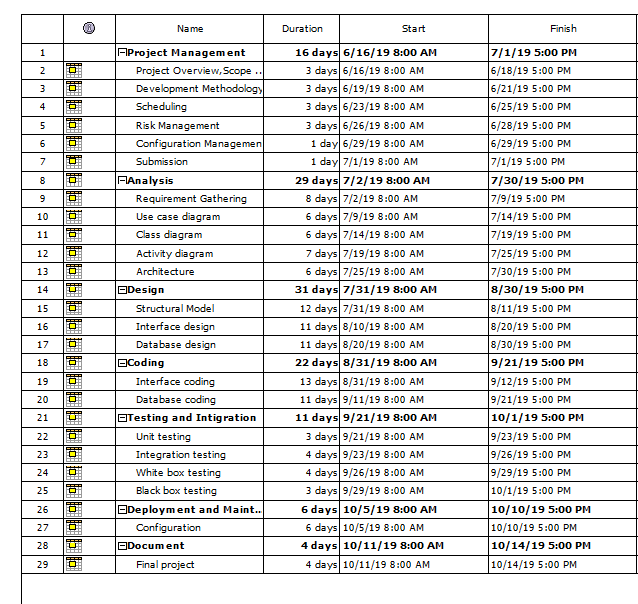 Name Duration Start Finish
1 Project Management 16 days 6/16/19 8:00 AM 7/1/19 5:00 PM
2 Project Overview,Scope .. 3 days 6/16/19 8:00 AM 6/18/19 5:00 PM
3 Development Methodology 3 days 6/19/19 8:00 AM 6/21/19 5:00 PM
4 Scheduling 3 days 6/23/19 8:00 AM 6/25/19 5:00 PM
5 Risk Management 3 days 6/26/19 8:00 AM 6/28/19 5:00 PM
6 Configuration Managemen 1 day 6/29/19 8:00 AM 6/29/19 5:00 PM
7 Submission 1 day 7/1/19 8:00 AM 7/1/19 5:00 PM
8 Analysis 29 days 7/2/19 8:00 AM 7/30/19 5:00 PM
9 Requirement Gathering 8 days 7/2/19 8:00 AM 7/9/19 5:00 PM
10 Use case diagram 6 days 7/9/19 8:00 AM 7/14/19 5:00 PM
11 Class diagram 6 days 7/14/19 8:00 AM 7/19/19 5:00 PM
12 Activity diagram 7 days 7/19/19 8:00 AM 7/25/19 5:00 PM
13 Architecture 6 days 7/25/19 8:00 AM 7/30/19 5:00 PM
14 Design 31 days 7/31/19 8:00 AM 8/30/19 5:00 PM
15 Structural Model 12 days 7/31/19 8:00 AM 8/11/19 5:00 PM
16 Interface design 11 days 8/10/19 8:00 AM 8/20/19 5:00 PM
17 Database design 11 days 8/20/19 8:00 AM 8/30/19 5:00 PM
18 Coding 22 days 8/31/19 8:00 AM 9/21/19 5:00 PM
19 Interface coding 13 days 8/31/19 8:00 AM 9/12/19 5:00 PM
20 Database coding 11 days 9/11/19 8:00 AM 9/21/19 5:00 PM
21 Testing and Intigration 11 days 9/21/19 8:00 AM 10/1/19 5:00 PM
22 Unit testing 3 days 9/21/19 8:00 AM 9/23/19 5:00 PM
23 Integration testing 4 days 9/23/19 8:00 AM 9/26/19 5:00 PM
24 White box testing 4 days 9/26/19 8:00 AM 9/29/19 5:00 PM
25 Black box testing 3 days 9/29/19 8:00 AM 10/1/19 5:00 PM
26 Deployment and Maint... 6 days 10/5/19 8:00 AM 10/10/19 5:00 PM
27 Configuration 6 days 10/5/19 8:00 AM 10/10/19 5:00 PM
28 Document 4 days 10/11/19 8:00 AM 10/14/19 5:00 PM
29 Final project 4 days 10/11/19 8:00 AM 10/14/19 5:00 PM